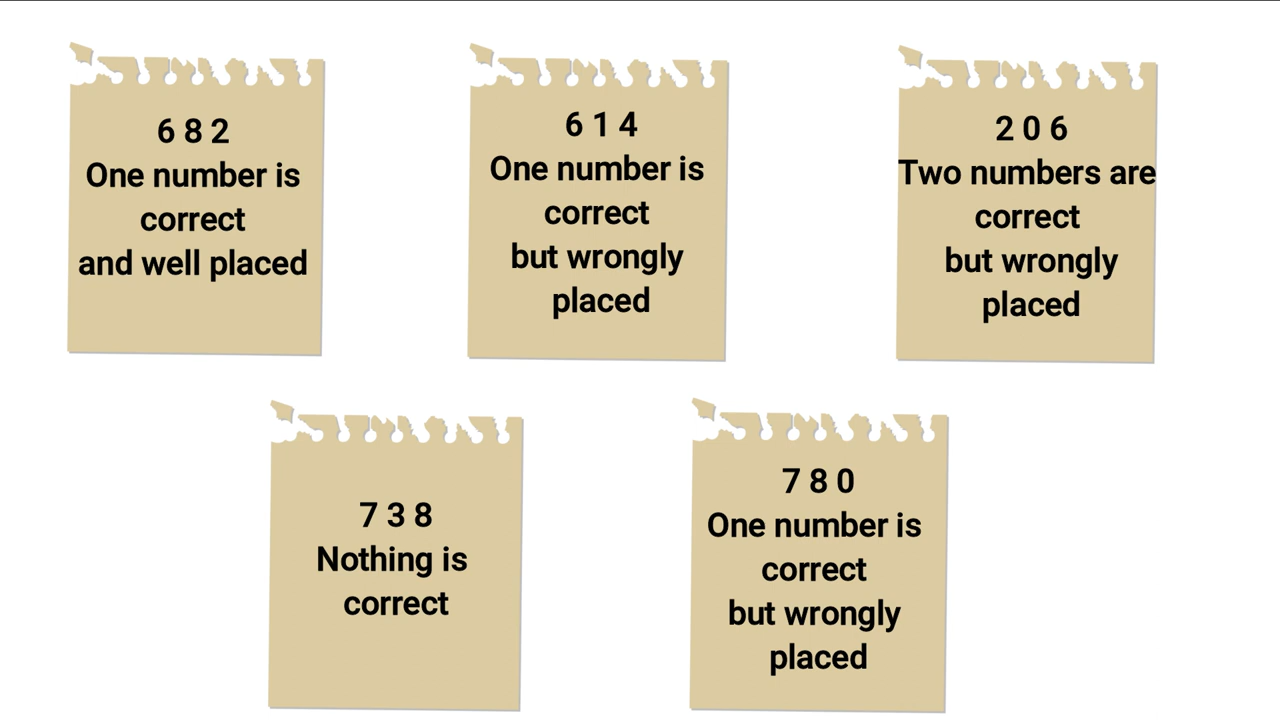 6 8 2
One number is
correct
and well placed
6 1 4
One number is
correct
but wrongly
placed
2 0 6
Two numbers are
correct
but wrongly
placed
7 3 8
Nothing is
correct
7 8 0
One number is
correct
but wrongly
placed